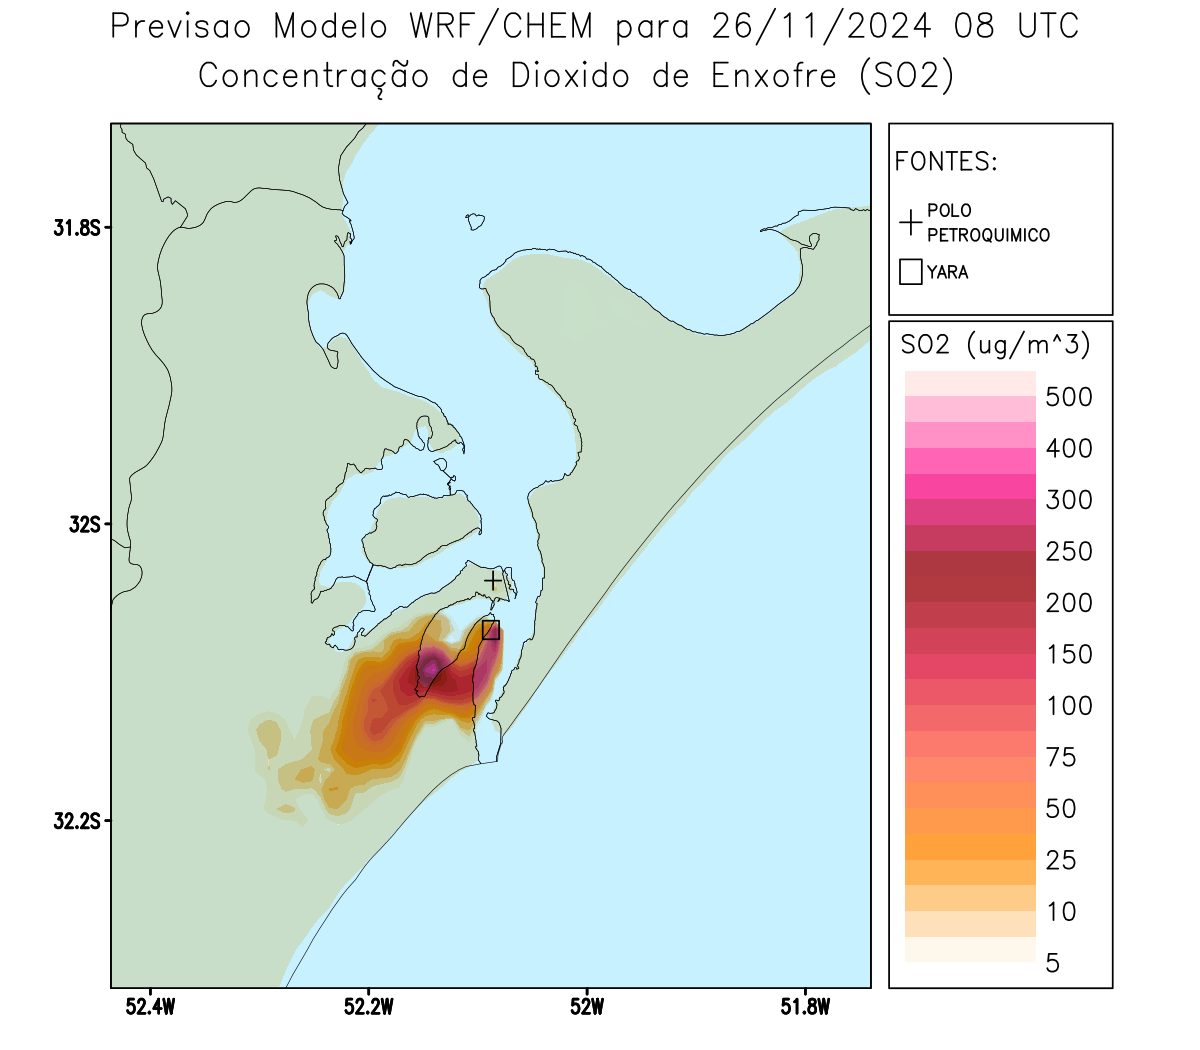 Previsao Modelo WRF/CHEM para 26/11/2024 08 UTC
Concentração de Dioxido de Enxofre (SO2)
FONTES:
POLO
PETROQUIMICO
YARA
SO2 (ug/m^3)
500
400
300
250
200
150
100
75
50
25
10
5
31.8S
32S
32.2S
52.4W
52.2W
52W
51.8W